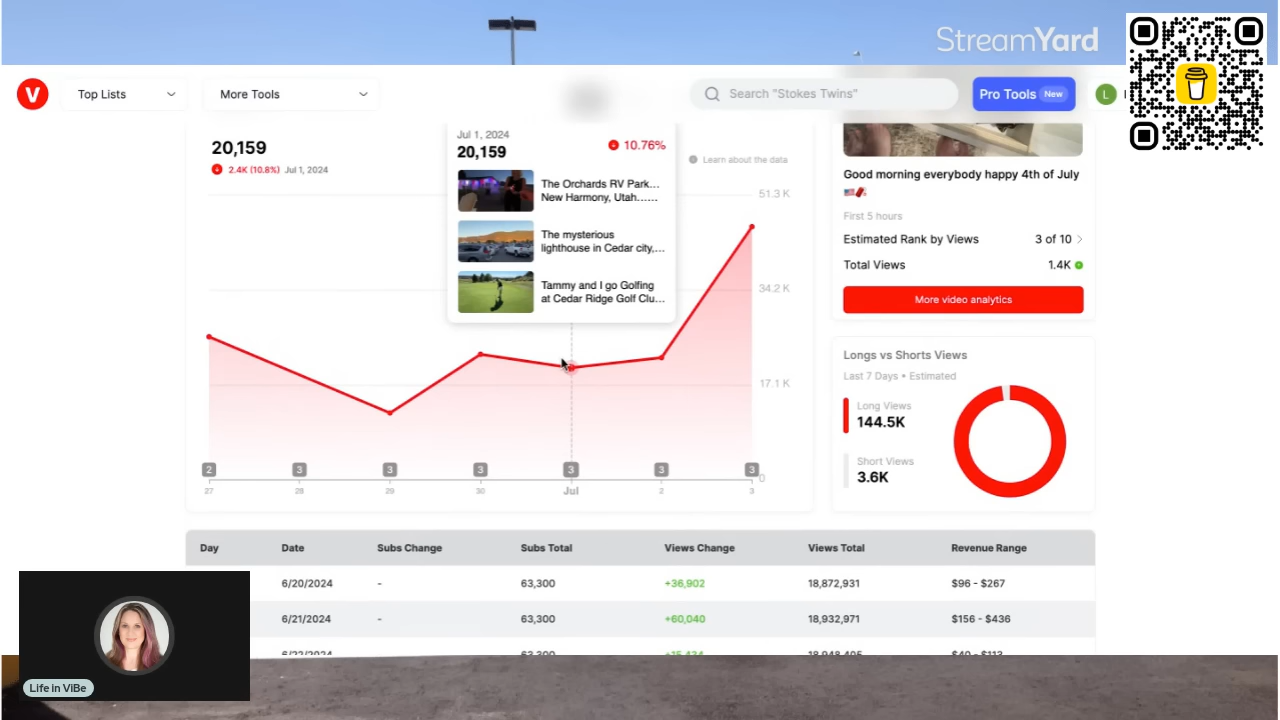 StreamYard
V
Top Lists
More Tools
Search "Stokes Twins"
Pro Tools New
L
20,159
2.4K (10.8%) Jul 1, 2024
Jul 1, 2024
20,159
10.76%
The Orchards RV Park...
New Harmony, Utah......
The mysterious
lighthouse in Cedar city,...
Tammy and I go Golfing
at Cedar Ridge Golf Clu...
Learn about the data
51.3 K
34.2 K
17.1 K
0
2
3
3
3
3
3
3
27
28
29
30
Jul
2
3
Good morning everybody happy 4th of July
First 5 hours
Estimated Rank by Views 3 of 10
Total Views 1.4K
More video analytics
Longs vs Shorts Views
Last 7 Days • Estimated
Long Views
144.5K
Short Views
3.6K
Day Date Subs Change Subs Total Views Change Views Total Revenue Range
6/20/2024 - 63,300 +36,902 18,872,931 $96 - $267
6/21/2024 - 63,300 +60,040 18,932,971 $156 - $436
Life in VIBe